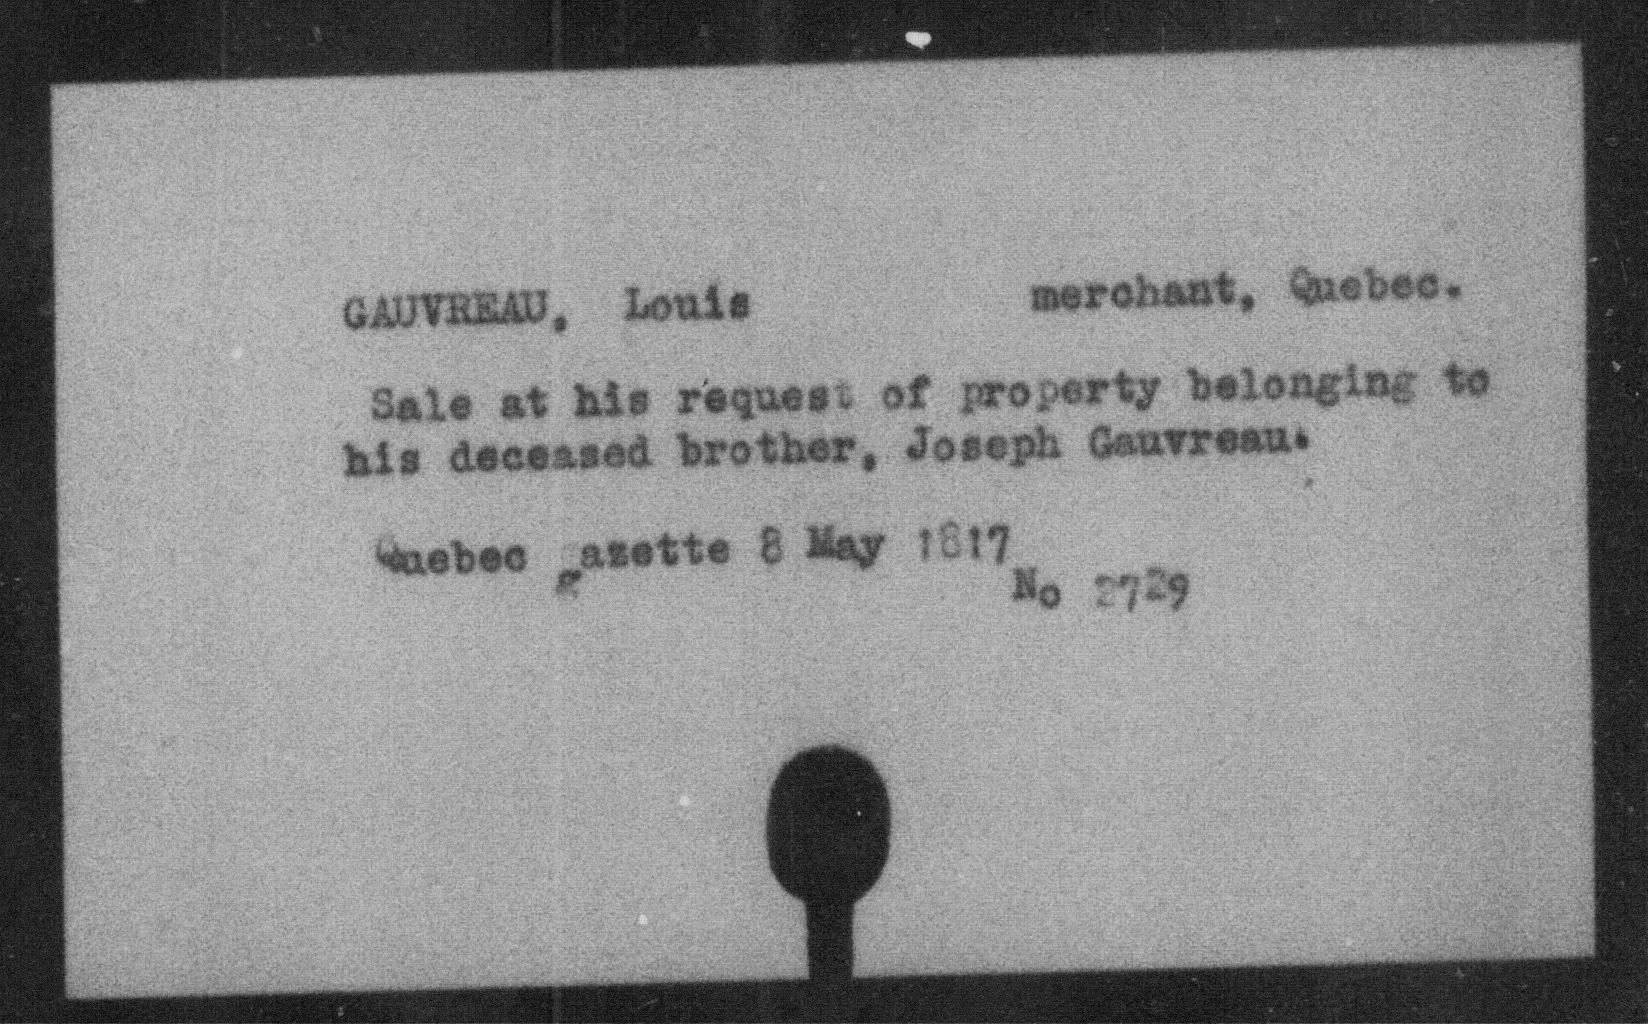 GAUVREAU, Louis merchant, Quebec.
Sale at his request of property belonging to
his deceased brother, Joseph Gauvreau.
Quebec gazette 8 May 1817
No 2729